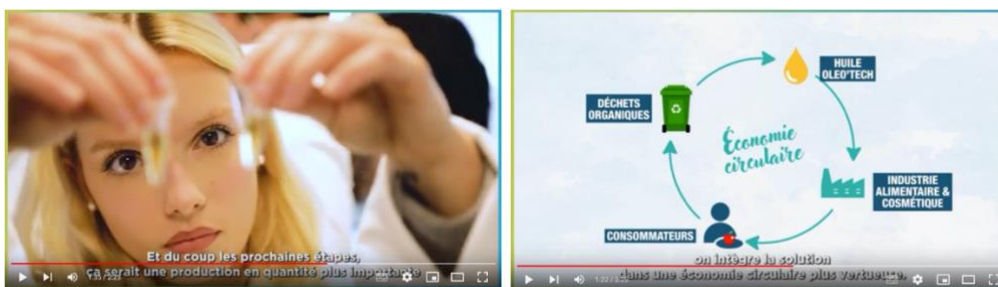 Et du coup les prochaines étapes,
ça serait une production en quantité plus importante
HUILE
OLEO'TECH
DÉCHETS
ORGANIQUES
Économie
circulaire
INDUSTRIE
ALIMENTAIRE &
COSMÉTIQUE
CONSOMMATEURS
on intègre la solution
dans une économie circulaire plus vertueuse.